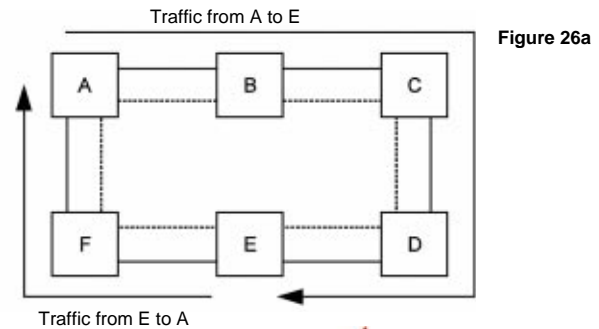 Traffic from A to E
Figure 26a
A B C
F E D
Traffic from E to A